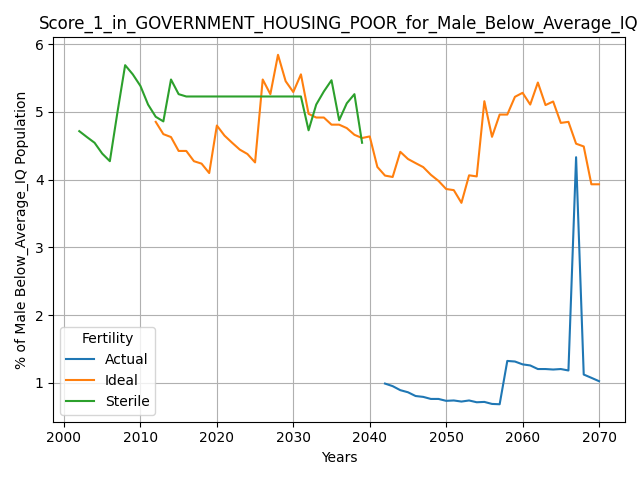 Score_1_in_GOVERNMENT_HOUSING_POOR_for_Male_Below_Average_IQ
% of Male Below_Average_IQ Population
6
5
4
3
2
1
Fertility
Actual
Ideal
Sterile
2000 2010 2020 2030 2040 2050 2060 2070
Years